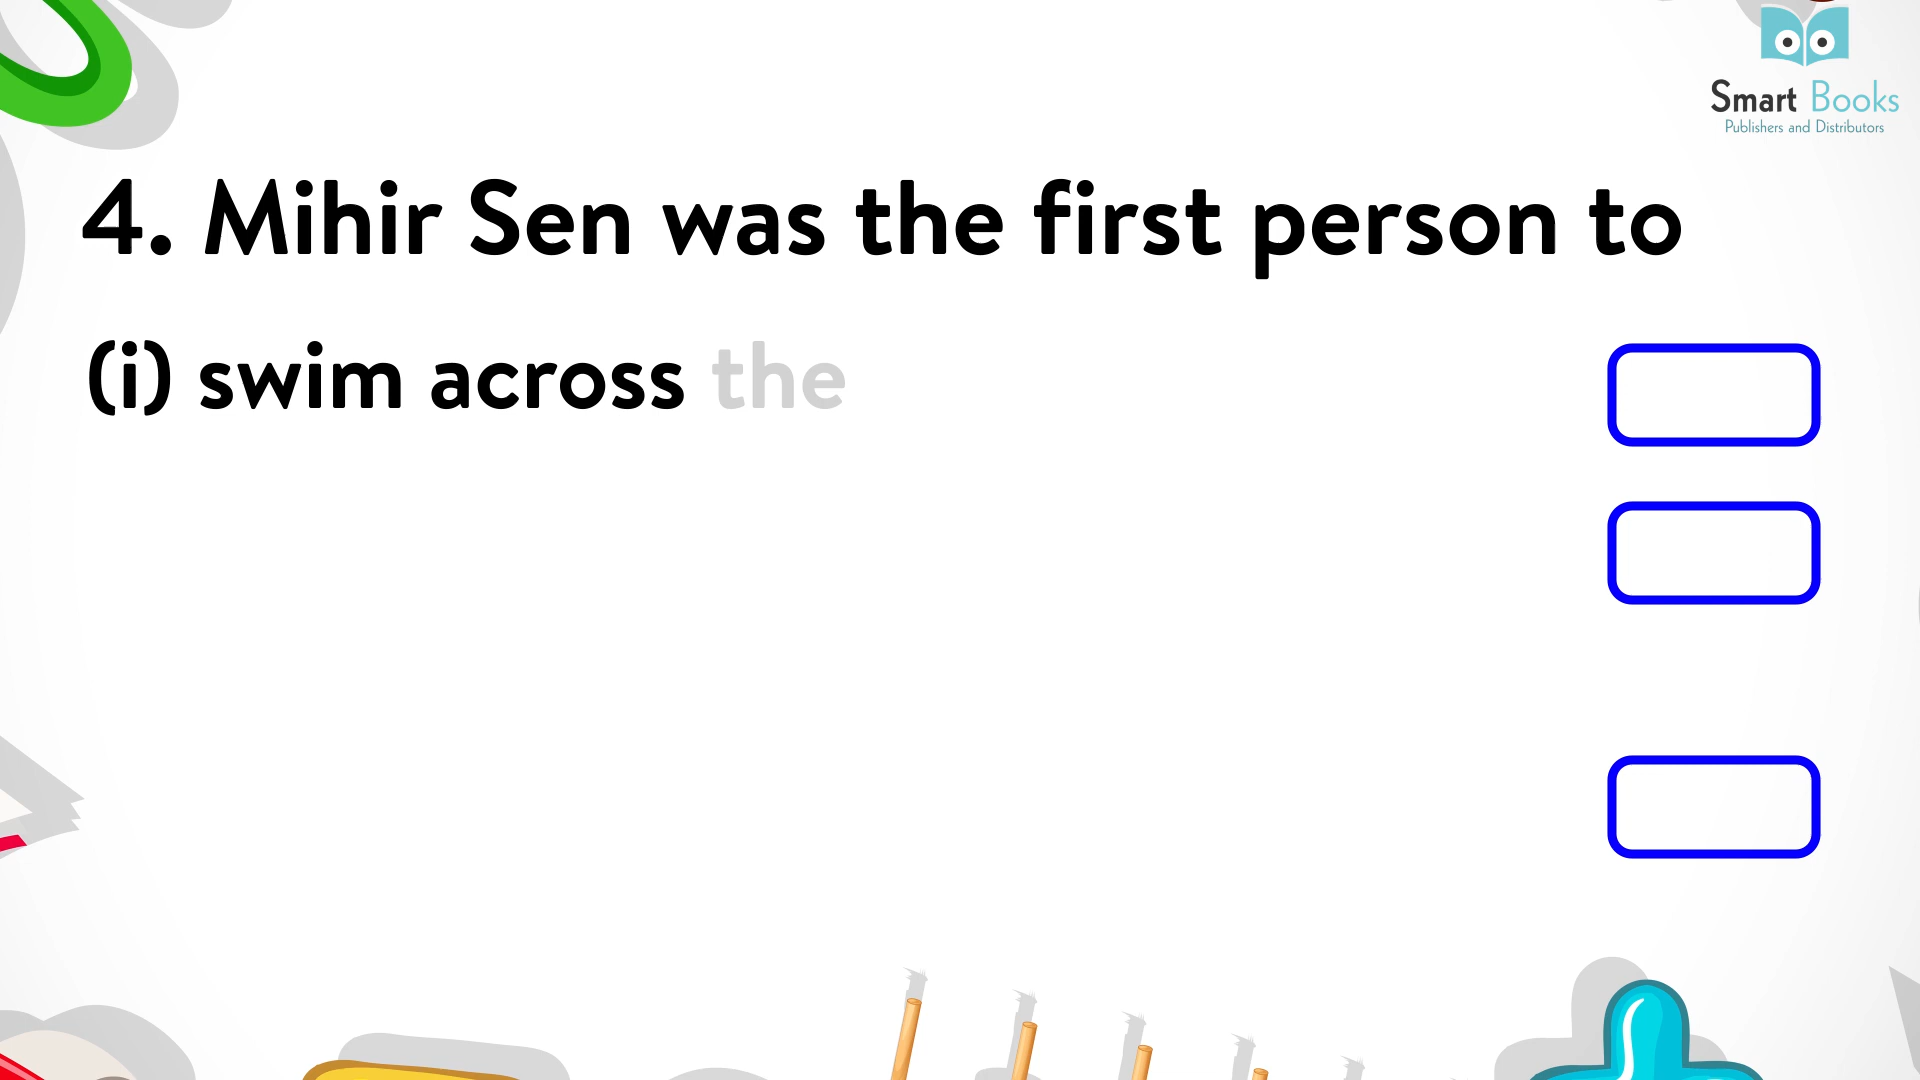 Smart Books
Publishers and Distributors
4. Mihir Sen was the first person to
(i) swim across the